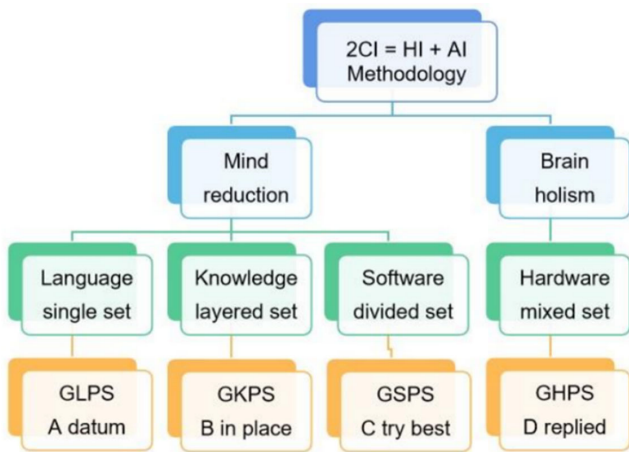 2CI = HI + AI
Methodology
Mind
reduction
Brain
holism
Language
single set
Knowledge
layered set
Software
divided set
Hardware
mixed set
GLPS
A datum
GKPS
B in place
GSPS
C try best
GHPS
D replied